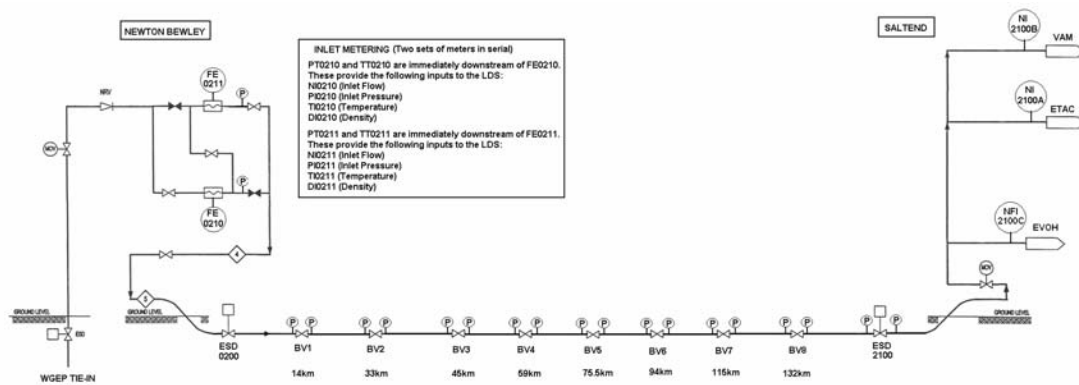 NEWTON BEWLEY
SALTEND
INLET METERING (Two sets of meters in serial)
PT0210 and TT0210 are immediately downstream of FE0210.
These provide the following inputs to the LDS:
NI0210 (Inlet Flow)
PI0210 (Inlet Pressure)
TI0210 (Temperature)
DI0210 (Density)
PT0211 and TT0211 are immediately downstream of FE0211.
These provide the following inputs to the LDS:
NI0211 (Inlet Flow)
PI0211 (Inlet Pressure)
TI0211 (Temperature)
DI0211 (Density)
NI
2100B
VAM
NI
2100A
ETAC
NFI
2100C
EVOH
MOV
FE
0211
P
NRV
MOV
P
FE
0210
4
S
GROUND LEVEL
GROUND LEVEL
GROUND LEVEL
ESD
WGEP TIE-IN
P P P P P P P P P P P P P P P P P P
ESD
0200
BV1 BV2 BV3 BV4 BV5 BV6 BV7 BV8
ESD
2100
14km 33km 45km 59km 75.5km 94km 115km 132km